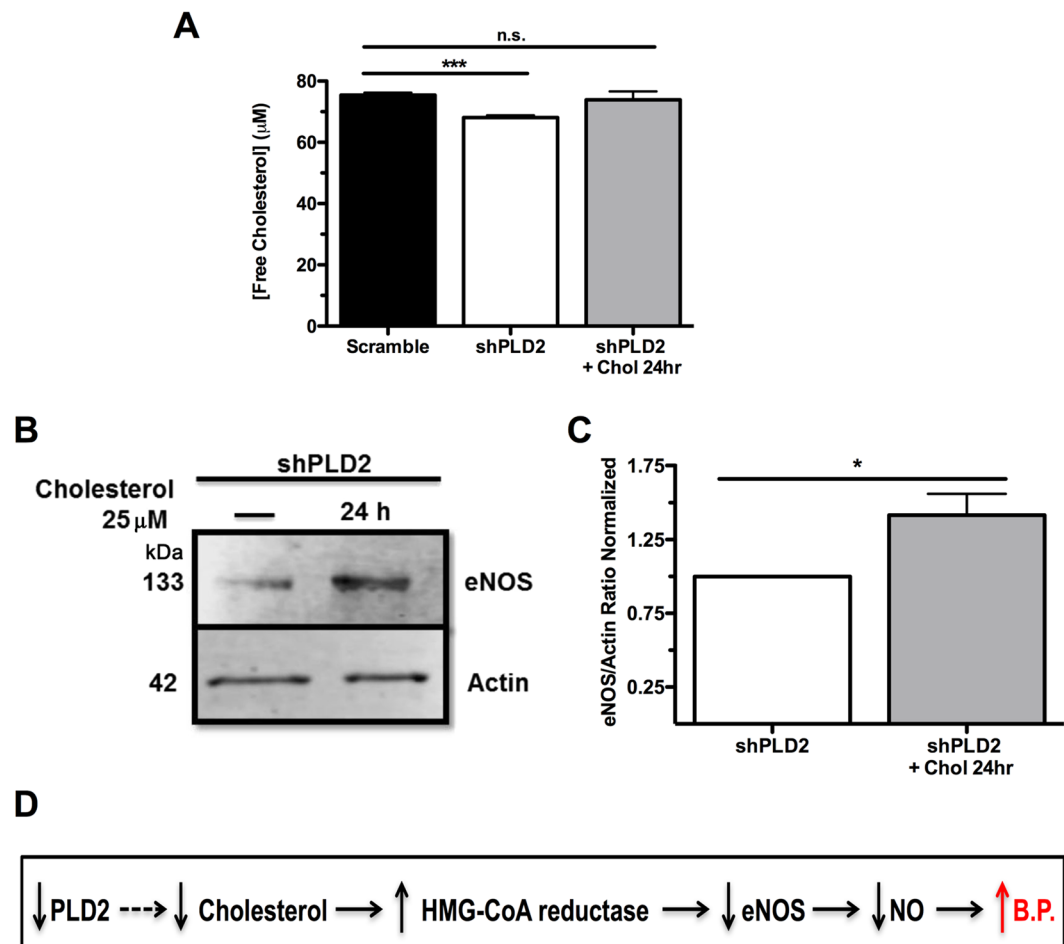 A
n.s.
***
[Free Cholesterol] (μM)
80
60
40
20
0
Scramble
shPLD2
shPLD2
+ Chol 24hr
B
shPLD2
Cholesterol
25 μM
24 h
kDa
133
eNOS
42
Actin
C
*
eNOS/Actin Ratio Normalized
1.75
1.25
0.75
0.25
shPLD2
shPLD2
+ Chol 24hr
D
↓ PLD2 ⇢ ↓ Cholesterol → ↑ HMG-CoA reductase → ↓ eNOS → ↓ NO → ↑ B.P.